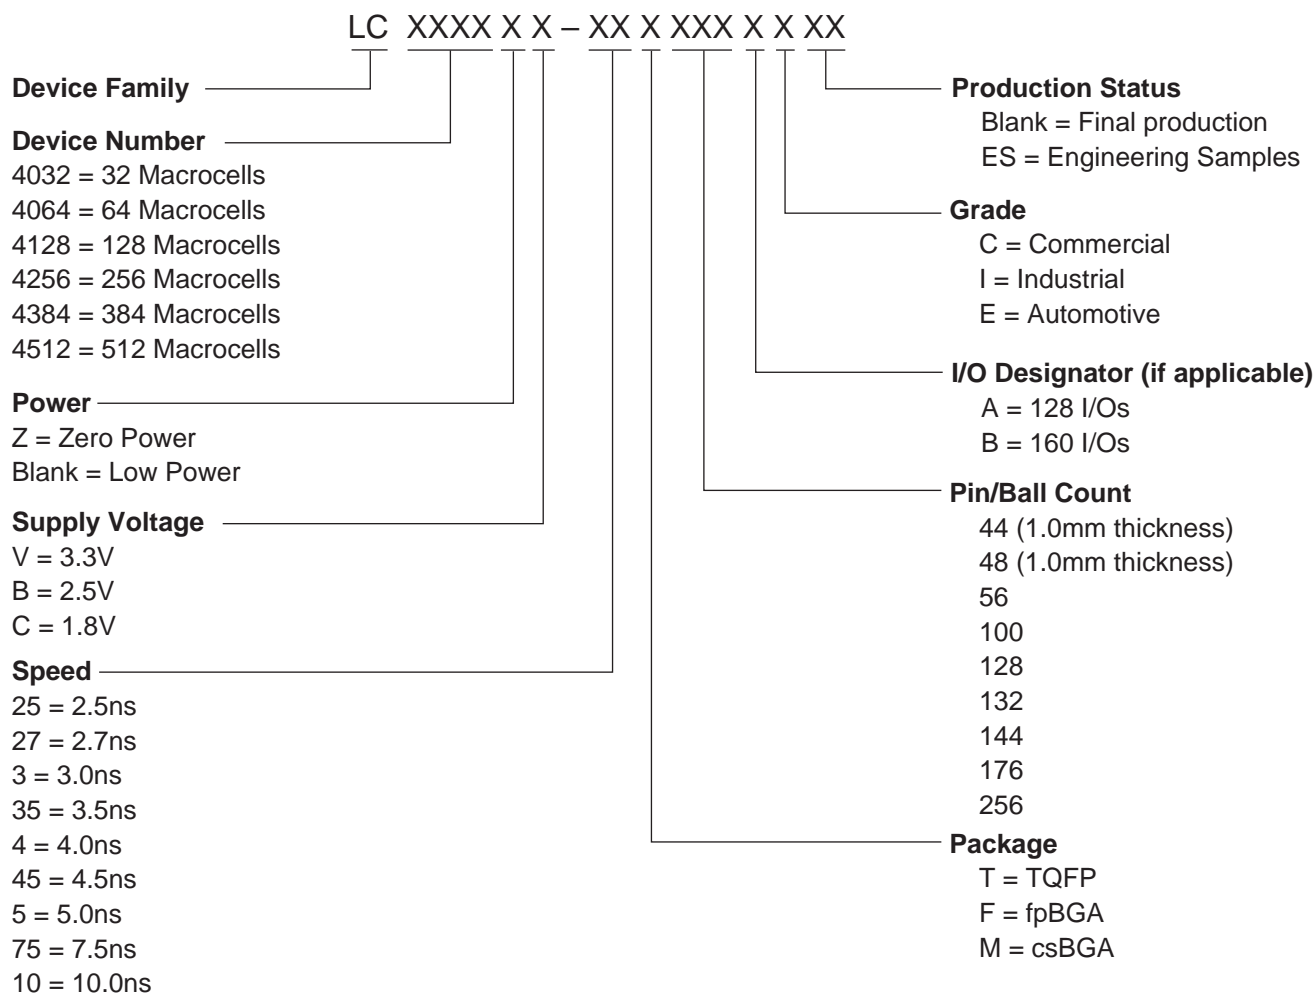 LC XXXX X X – XX X XXX X X XX
Device Family
Device Number
4032 = 32 Macrocells
4064 = 64 Macrocells
4128 = 128 Macrocells
4256 = 256 Macrocells
4384 = 384 Macrocells
4512 = 512 Macrocells
Power
Z = Zero Power
Blank = Low Power
Supply Voltage
V = 3.3V
B = 2.5V
C = 1.8V
Speed
25 = 2.5ns
27 = 2.7ns
3 = 3.0ns
35 = 3.5ns
4 = 4.0ns
45 = 4.5ns
5 = 5.0ns
75 = 7.5ns
10 = 10.0ns
Production Status
Blank = Final production
ES = Engineering Samples
Grade
C = Commercial
I = Industrial
E = Automotive
I/O Designator (if applicable)
A = 128 I/Os
B = 160 I/Os
Pin/Ball Count
44 (1.0mm thickness)
48 (1.0mm thickness)
56
100
128
132
144
176
256
Package
T = TQFP
F = fpBGA
M = csBGA